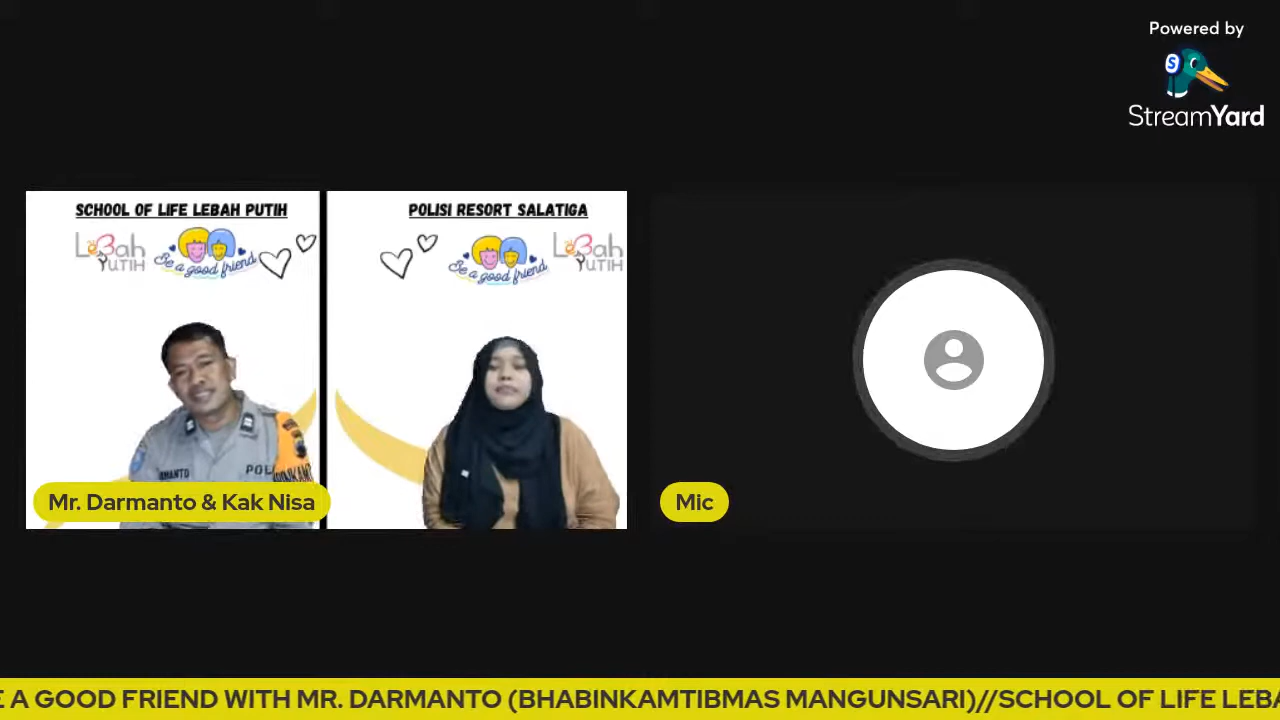 Powered by
S
StreamYard
SCHOOL OF LIFE LEBAH PUTIH
LeBah
PUTIH
Be a good friend
POLISI RESORT SALATIGA
Be a good friend
LeBah
PUTIH
POL
Mr. Darmanto & Kak Nisa
Mic
E A GOOD FRIEND WITH MR. DARMANTO (BHABINKAMTIBMAS MANGUNSARI)//SCHOOL OF LIFE LEBA